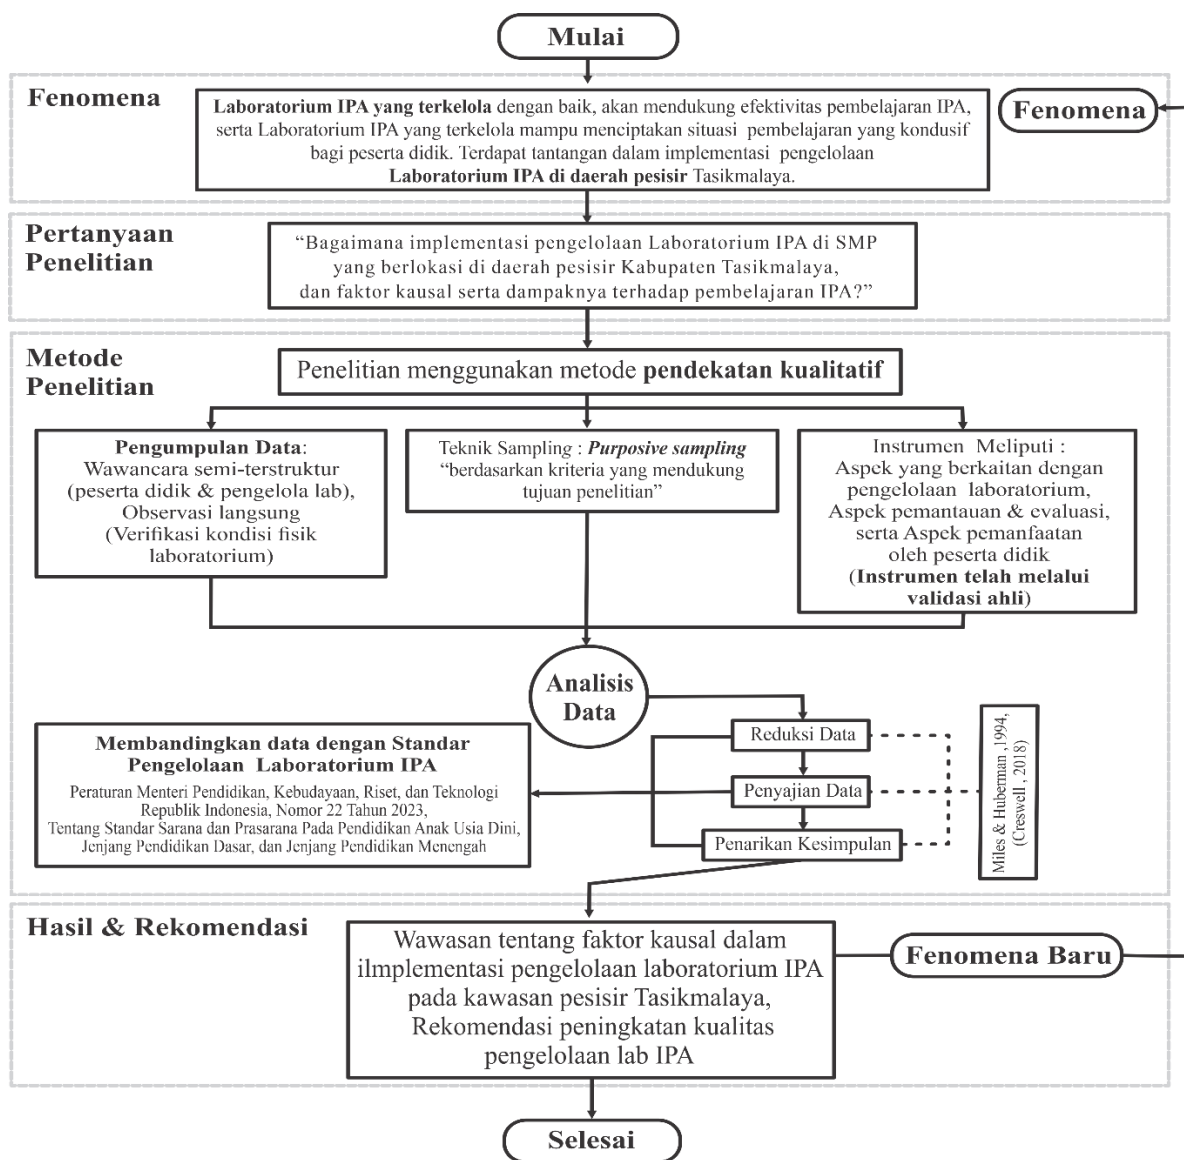 Mulai
Fenomena
Laboratorium IPA yang terkelola dengan baik, akan mendukung efektivitas pembelajaran IPA,
serta Laboratorium IPA yang terkelola mampu menciptakan situasi pembelajaran yang kondusif
bagi peserta didik. Terdapat tantangan dalam implementasi pengelolaan
Laboratorium IPA di daerah pesisir Tasikmalaya.
Fenomena
Pertanyaan
Penelitian
“Bagaimana implementasi pengelolaan Laboratorium IPA di SMP
yang berlokasi di daerah pesisir Kabupaten Tasikmalaya,
dan faktor kausal serta dampaknya terhadap pembelajaran IPA?”
Metode
Penelitian
Penelitian menggunakan metode pendekatan kualitatif
Pengumpulan Data:
Wawancara semi-terstruktur
(peserta didik & pengelola lab),
Observasi langsung
(Verifikasi kondisi fisik
laboratorium)
Teknik Sampling : Purposive sampling
“berdasarkan kriteria yang mendukung
tujuan penelitian”
Instrumen Meliputi :
Aspek yang berkaitan dengan
pengelolaan laboratorium,
Aspek pemantauan & evaluasi,
serta Aspek pemanfaatan
oleh peserta didik
(Instrumen telah melalui
validasi ahli)
Analisis
Data
Membandingkan data dengan Standar
Pengelolaan Laboratorium IPA
Peraturan Menteri Pendidikan, Kebudayaan, Riset, dan Teknologi
Republik Indonesia, Nomor 22 Tahun 2023,
Tentang Standar Sarana dan Prasarana Pada Pendidikan Anak Usia Dini,
Jenjang Pendidikan Dasar, dan Jenjang Pendidikan Menengah
Reduksi Data
Penyajian Data
Penarikan Kesimpulan
Miles & Huberman ,1994,
(Creswell , 2018)
Hasil & Rekomendasi
Wawasan tentang faktor kausal dalam
ilmplementasi pengelolaan laboratorium IPA
pada kawasan pesisir Tasikmalaya,
Rekomendasi peningkatan kualitas
pengelolaan lab IPA
Fenomena Baru
Selesai